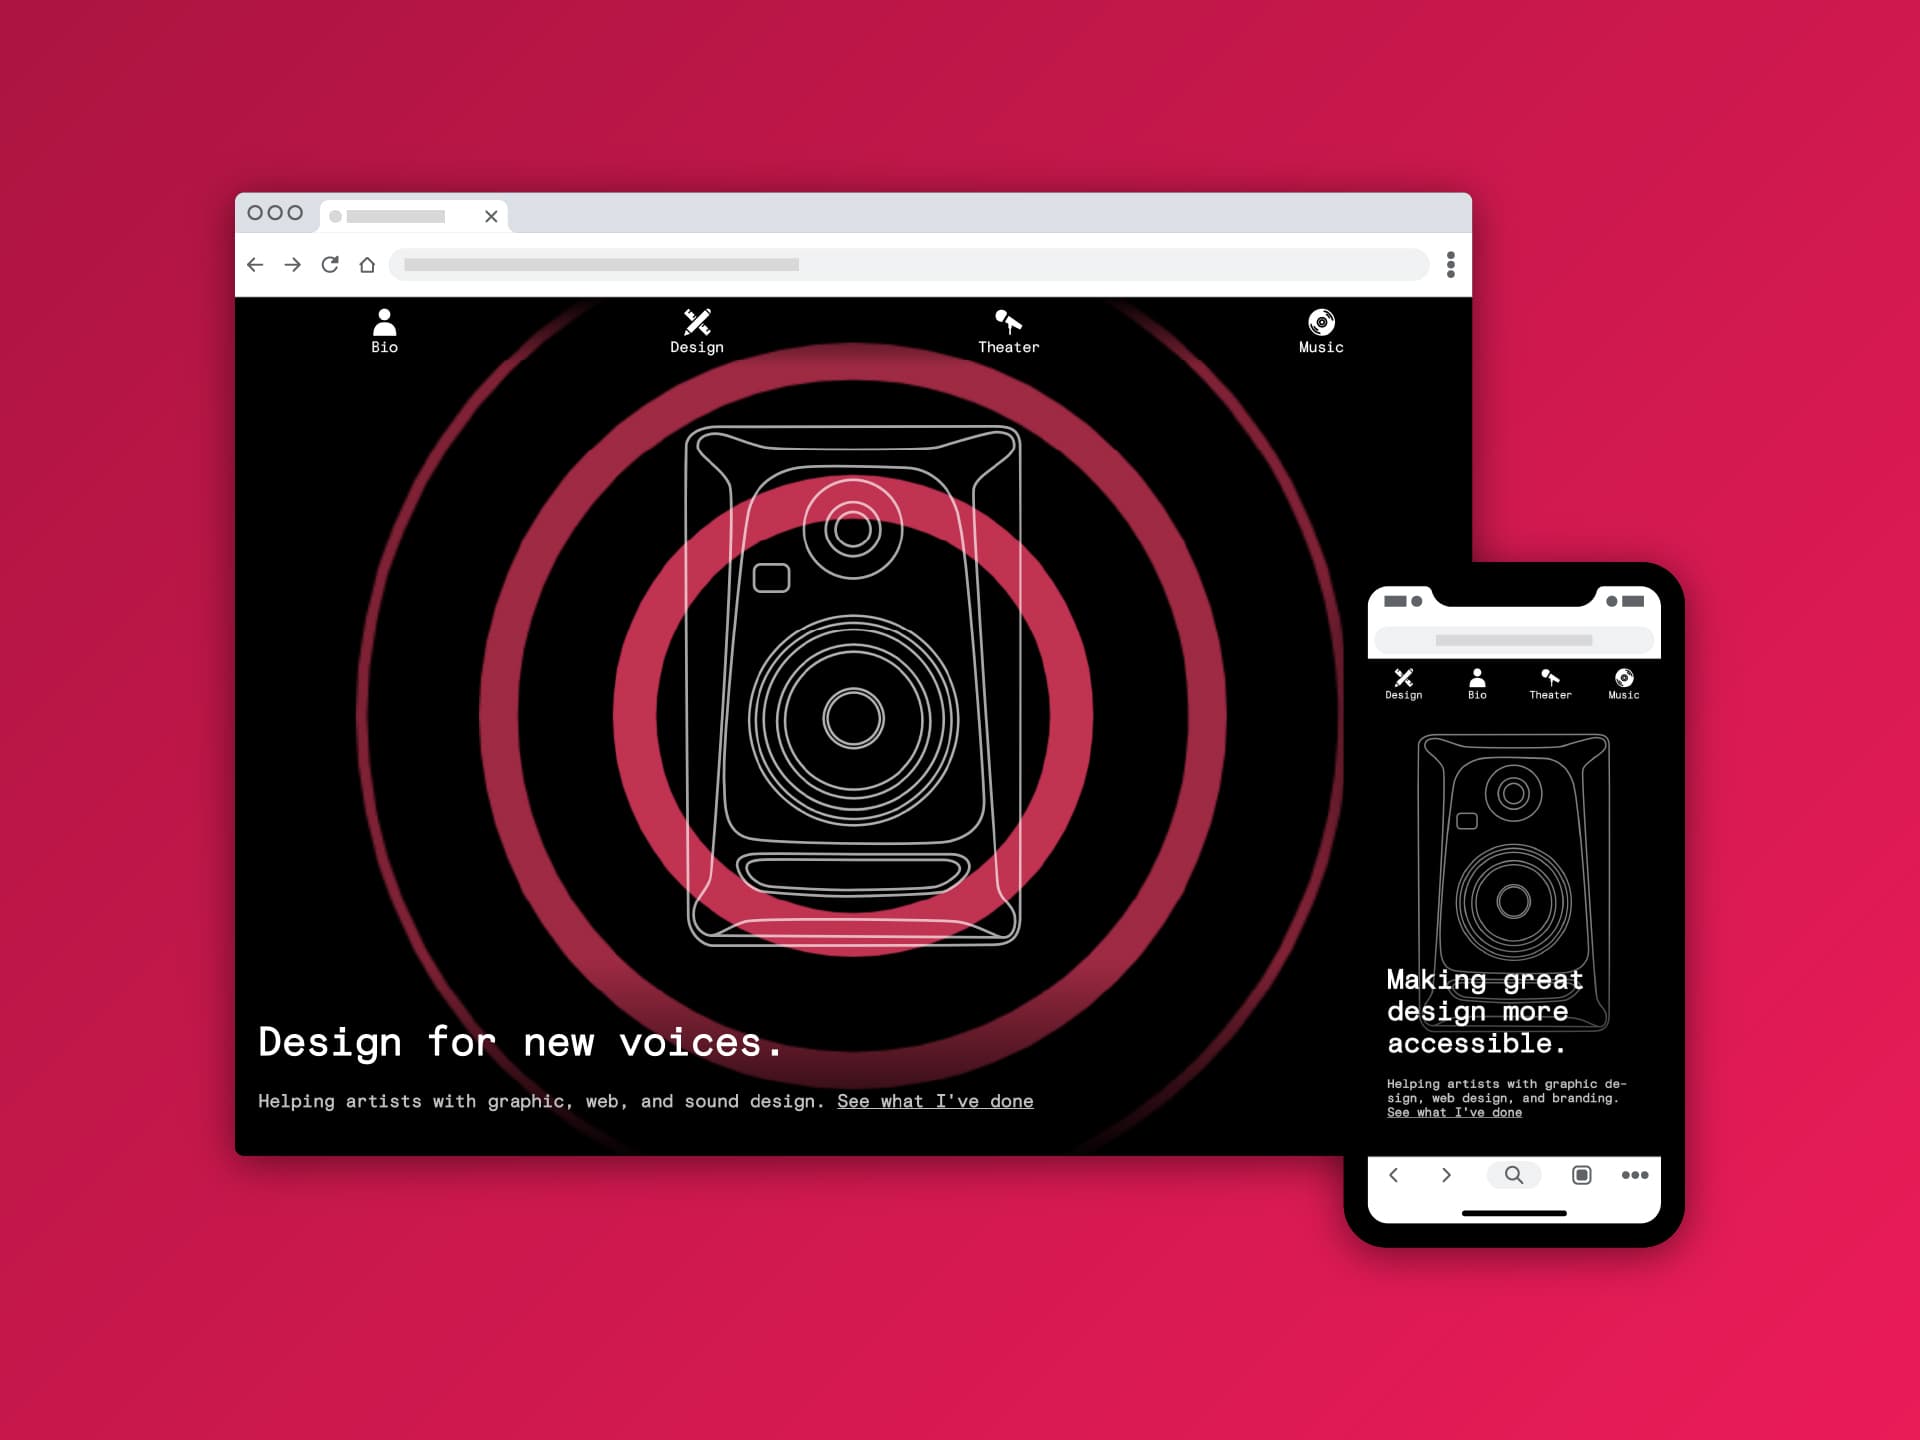 Bio
Design
Theater
Music
Design for new voices.
Helping artists with graphic, web, and sound design. See what I've done
Design
Bio
Theater
Music
Making great
design more
accessible.
Helping artists with graphic de-
sign, web design, and branding.
See what I've done